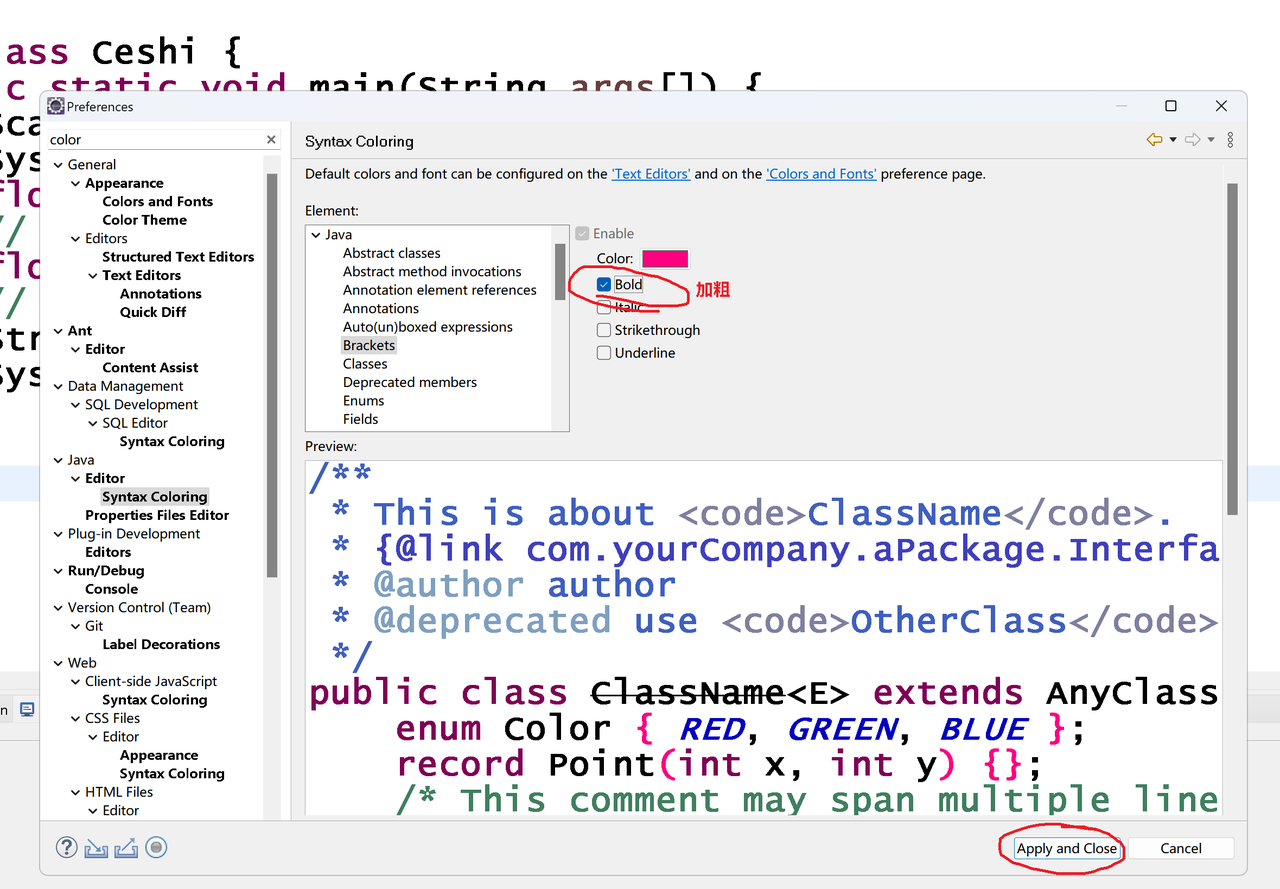 ass Ceshi {
c static void main(String args[]) {
Preferences
color
General
Appearance
Colors and Fonts
Color Theme
Editors
Structured Text Editors
Text Editors
Annotations
Quick Diff
Ant
Editor
Content Assist
Data Management
SQL Development
SQL Editor
Syntax Coloring
Java
Editor
Syntax Coloring
Properties Files Editor
Plug-in Development
Editors
Run/Debug
Console
Version Control (Team)
Git
Label Decorations
Web
Client-side JavaScript
Syntax Coloring
CSS Files
Editor
Appearance
Syntax Coloring
HTML Files
Editor
Syntax Coloring
Default colors and font can be configured on the 'Text Editors' and on the 'Colors and Fonts' preference page.
Element:
Java
Abstract classes
Abstract method invocations
Annotation element references
Annotations
Auto(un)boxed expressions
Brackets
Classes
Deprecated members
Enums
Fields
Enable
Color:
Bold
加粗
Italic
Strikethrough
Underline
Preview:
/**
* This is about <code>ClassName</code>.
* {@link com.yourCompany.aPackage.Interfa
* @author author
* @deprecated use <code>OtherClass</code>
*/
public class ClassName<E> extends AnyClass
enum Color { RED, GREEN, BLUE };
record Point(int x, int y) {};
/* This comment may span multiple line
Apply and Close
Cancel